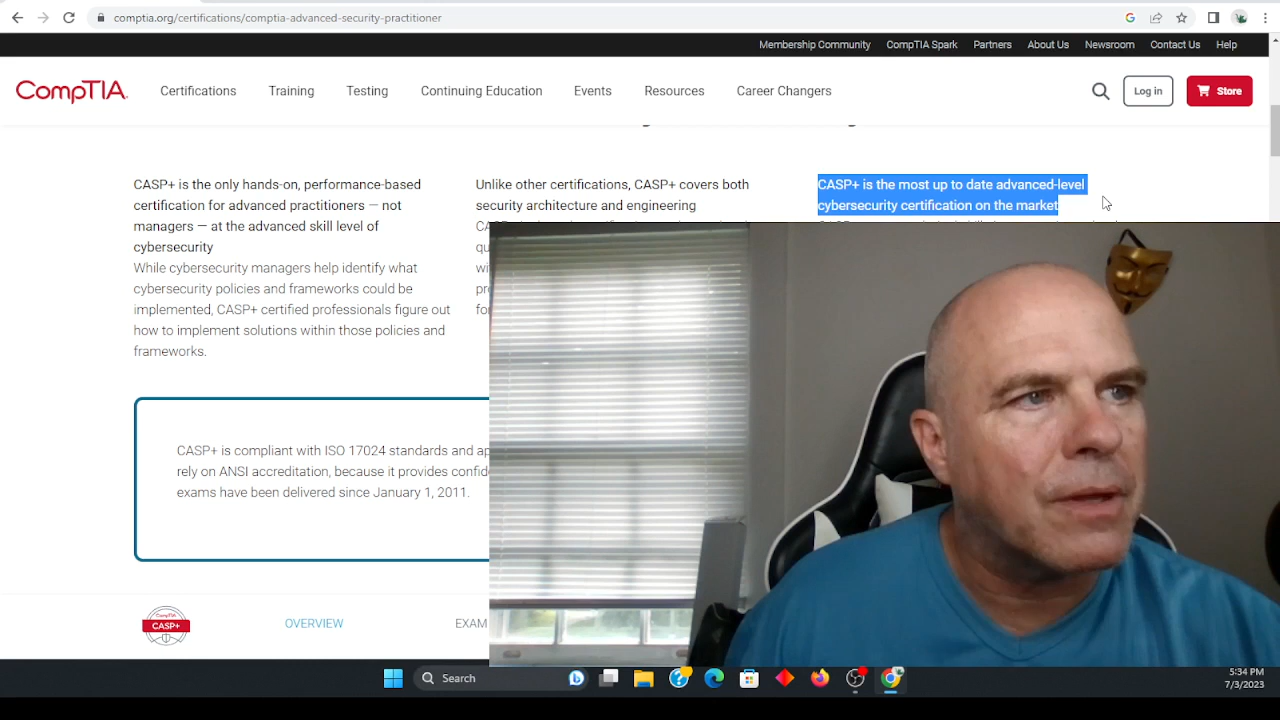 comptia.org/certifications/comptia-advanced-security-practitioner
Membership Community CompTIA Spark Partners About Us Newsroom Contact Us Help
CompTIA.
Certifications Training Testing Continuing Education Events Resources Career Changers
Log in
Store
CASP+ is the only hands-on, performance-based
certification for advanced practitioners — not
managers — at the advanced skill level of
cybersecurity
While cybersecurity managers help identify what
cybersecurity policies and frameworks could be
implemented, CASP+ certified professionals figure out
how to implement solutions within those policies and
frameworks.
Unlike other certifications, CASP+ covers both
security architecture and engineering
CASP+ is the most up to date advanced-level
cybersecurity certification on the market
CASP+ is compliant with ISO 17024 standards and
rely on ANSI accreditation, because it provides
exams have been delivered since January 1, 2011.
CompTIA
CASP+
OVERVIEW
EXAM
Search
5:34 PM
7/3/2023